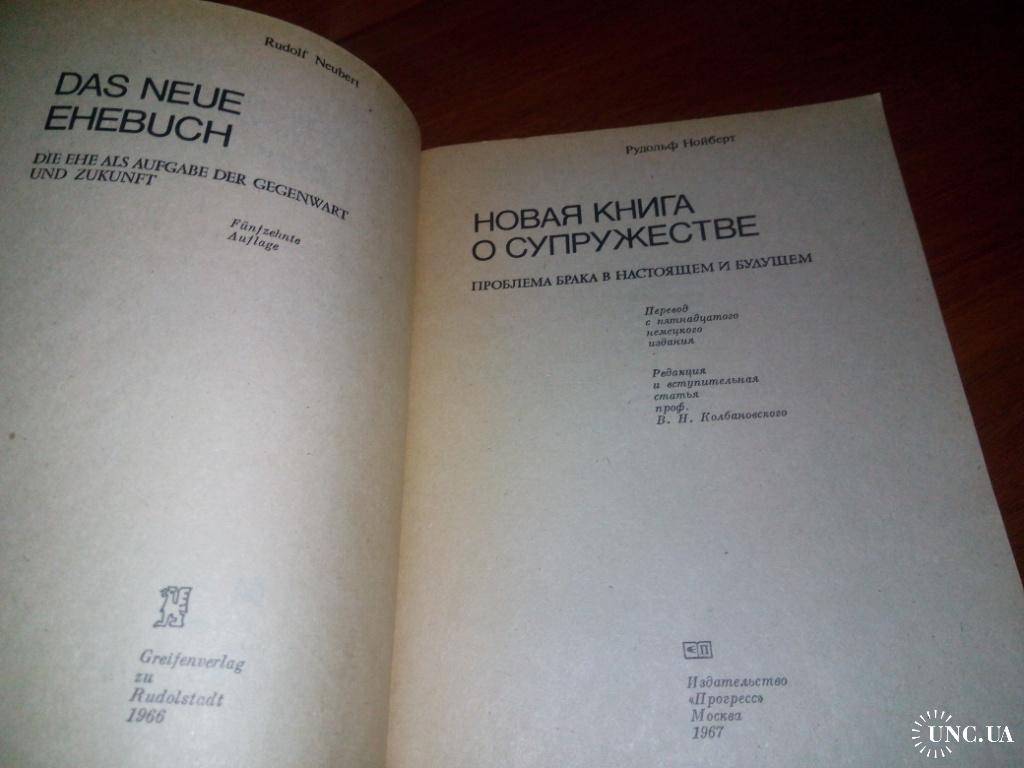 Rudolf Neubert
DAS NEUE
EHEBUCH
DIE EHE ALS AUFGABE DER GEGENWART
UND ZUKUNFT
Fünfzehnte
Auflage
Greifenverlag
zu
Rudolstadt
1966
Рудольф Нойберт
НОВАЯ КНИГА
О СУПРУЖЕСТВЕ
ПРОБЛЕМА БРАКА В НАСТОЯЩЕМ И БУДУЩЕМ
Перевод
с пятнадцатого
немецкого
издания
Редакция
и вступительная
статья
проф.
В. Н. Колбановского
П
Издательство
«Прогресс»
Москва
1967
UNC.UA